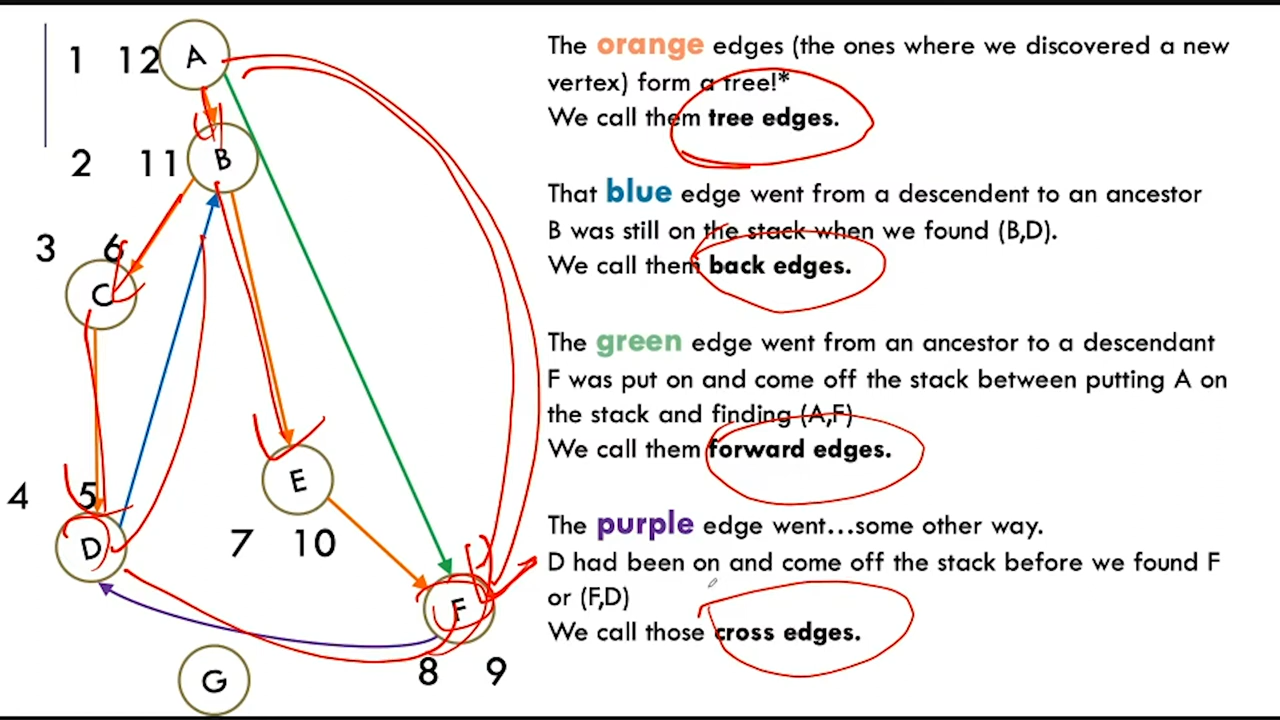 1 12 A
2 11 B
3 6
C
4 5
D
E
7 10
F
8 9
G
The orange edges (the ones where we discovered a new
vertex) form a tree!*
We call them tree edges.
That blue edge went from a descendent to an ancestor
B was still on the stack when we found (B,D).
We call them back edges.
The green edge went from an ancestor to a descendant
F was put on and come off the stack between putting A on
the stack and finding (A,F)
We call them forward edges.
The purple edge went...some other way.
D had been on and come off the stack before we found F
or (F,D)
We call those cross edges.